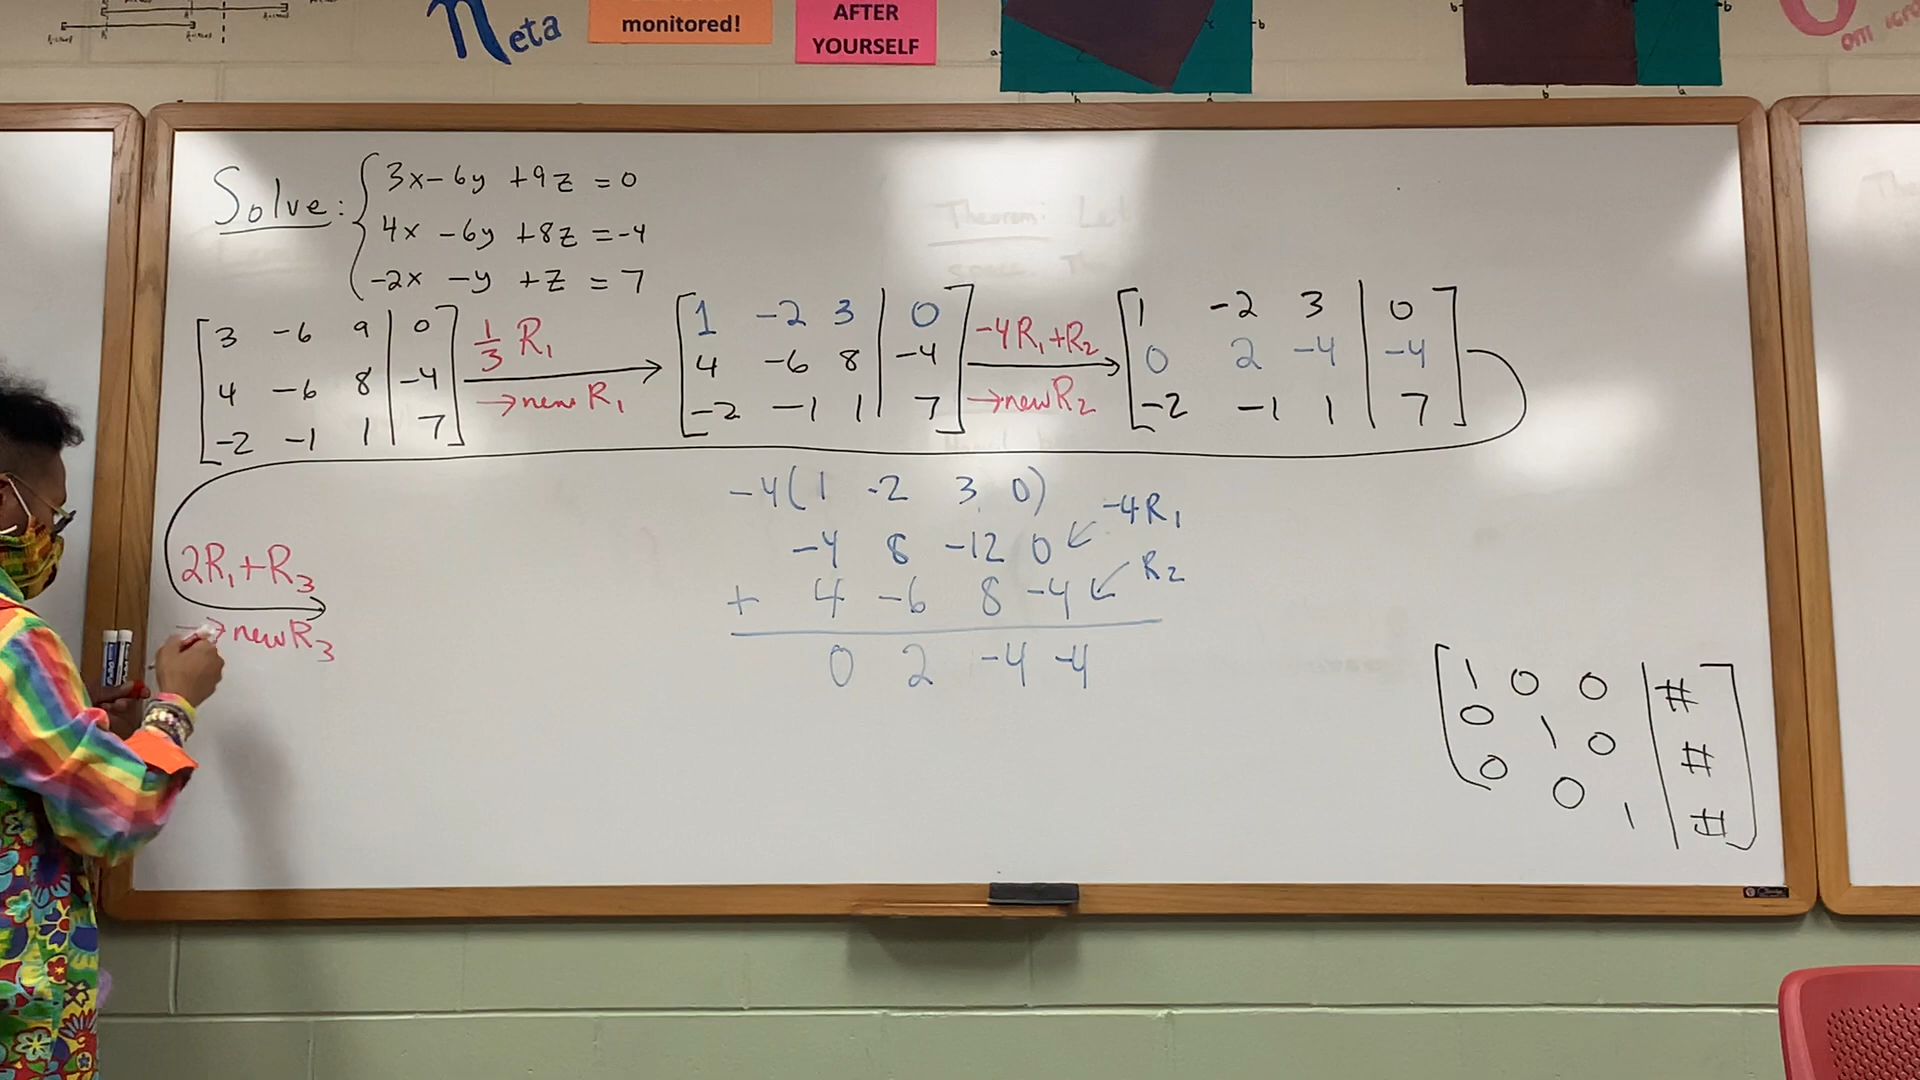 Neta
monitored!
AFTER
YOURSELF
Solve:
3x - 6y + 9z = 0
4x - 6y + 8z = -4
-2x - y + z = 7
3 -6 9 | 0
4 -6 8 | -4
-2 -1 1 | 7
1/3 R1
→ new R1
1 -2 3 | 0
4 -6 8 | -4
-2 -1 1 | 7
-4R1+R2
→ new R2
1 -2 3 | 0
0 2 -4 | -4
-2 -1 1 | 7
2R1+R3
→ new R3
-4(1 -2 3 0)
-4 8 -12 0 ↙ -4R1
+ 4 -6 8 -4 ↙ R2
0 2 -4 -4
1 0 0 | #
0 1 0 | #
0 0 1 | #